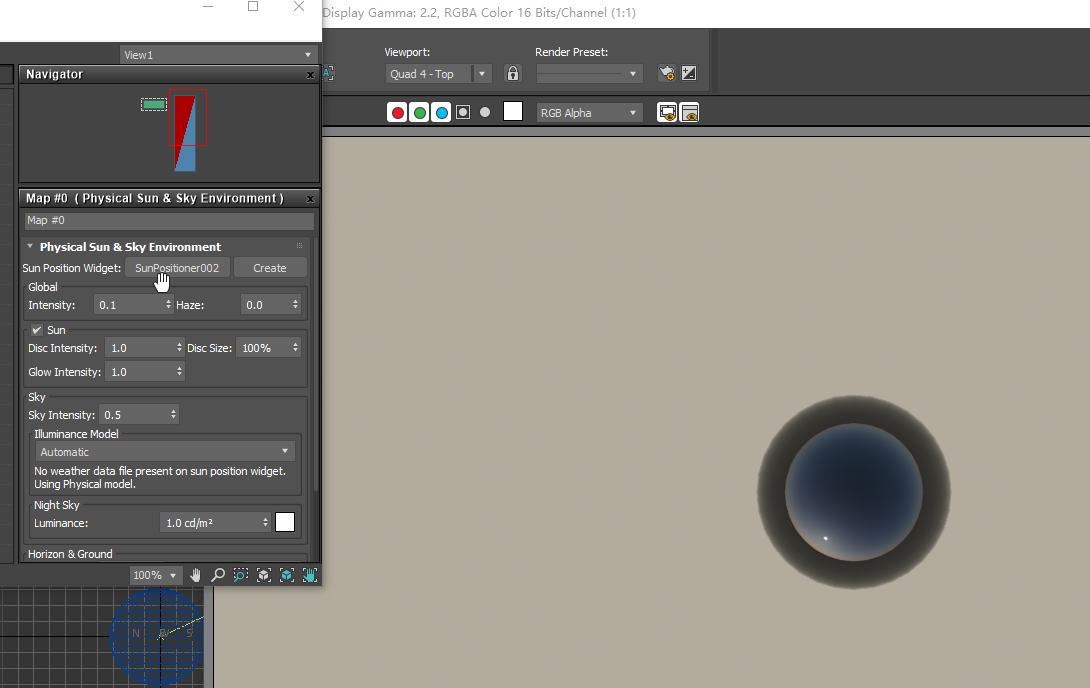 Display Gamma: 2.2, RGBA Color 16 Bits/Channel (1:1)
View1
Navigator
Viewport:
Render Preset:
Quad 4 - Top
RGB Alpha
Map #0 ( Physical Sun & Sky Environment )
Map #0
Physical Sun & Sky Environment
Sun Position Widget: SunPositioner002 Create
Global
Intensity: 0.1 Haze: 0.0
Sun
Disc Intensity: 1.0 Disc Size: 100%
Glow Intensity: 1.0
Sky
Sky Intensity: 0.5
Illuminance Model
Automatic
No weather data file present on sun position widget.
Using Physical model.
Night Sky
Luminance: 1.0 cd/m²
Horizon & Ground
100%
N S